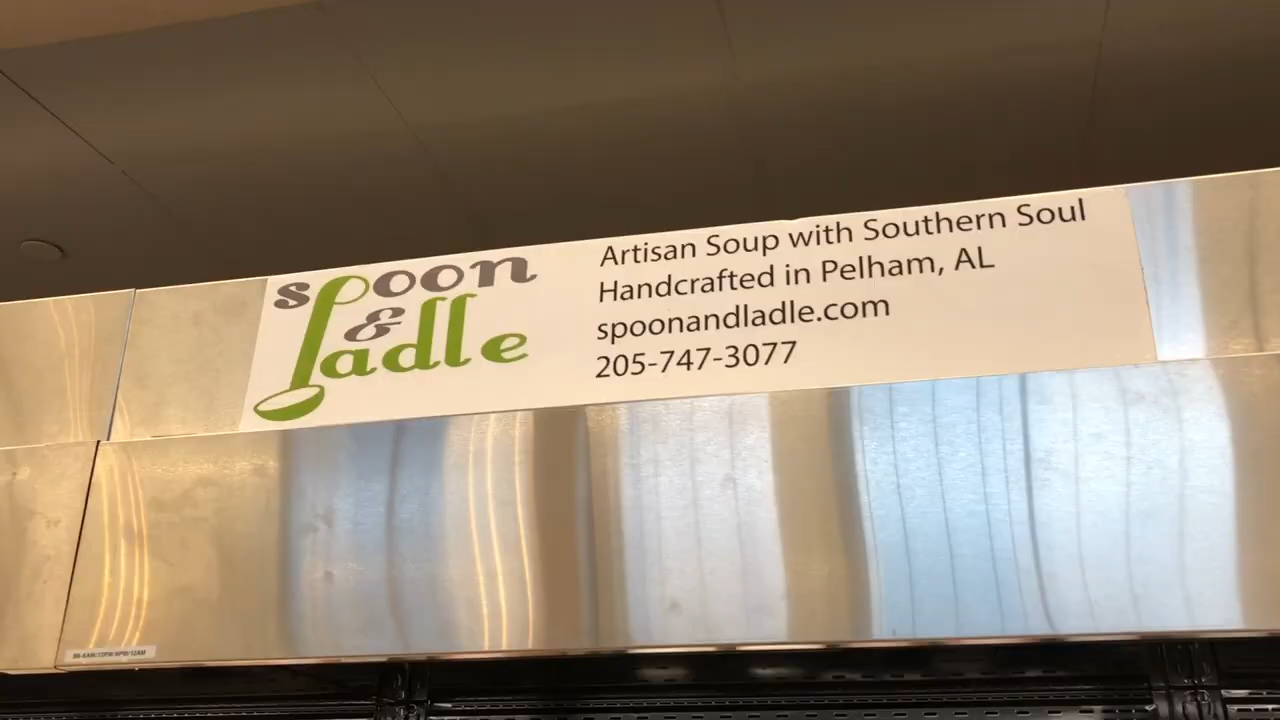 spoon
&
ladle
Artisan Soup with Southern Soul
Handcrafted in Pelham, AL
spoonandladle.com
205-747-3077